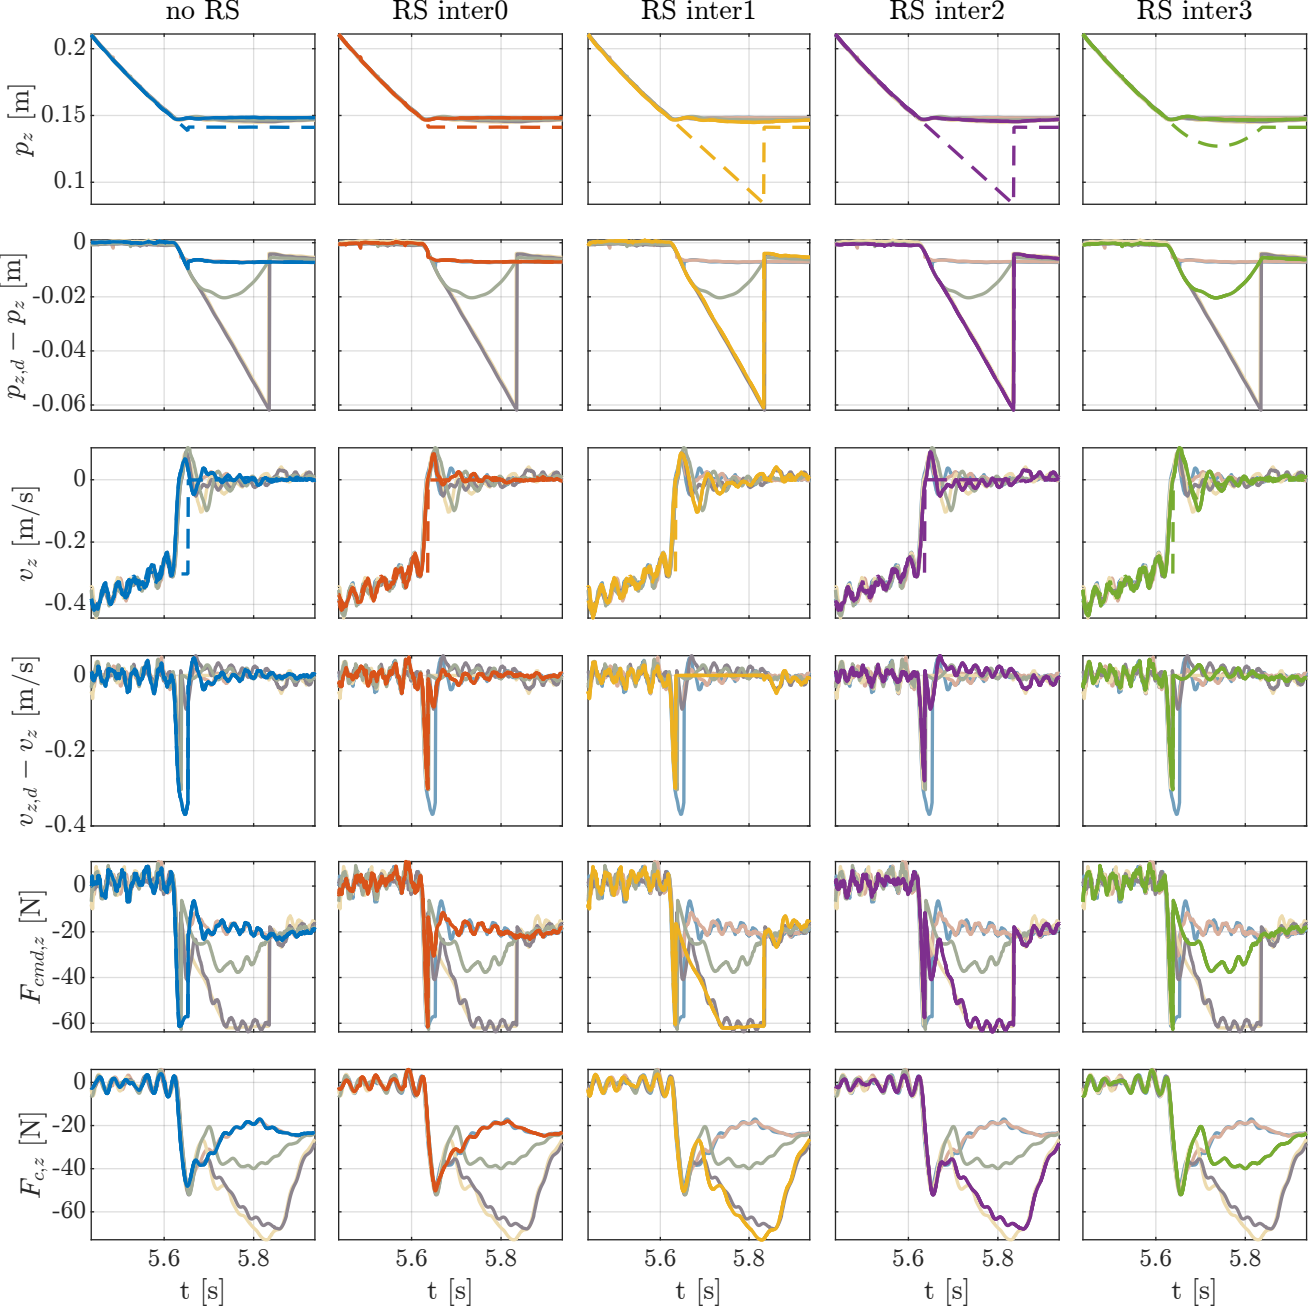 no RS RS inter0 RS inter1 RS inter2 RS inter3
p_z [m]
0.2
0.15
0.1
p_{z,d} − p_z [m]
0
-0.02
-0.04
-0.06
v_z [m/s]
0
-0.2
-0.4
v_{z,d} − v_z [m/s]
0
-0.2
-0.4
F_{cmd,z} [N]
0
-20
-40
-60
F_{c,z} [N]
0
-20
-40
-60
5.6 5.8 5.6 5.8 5.6 5.8 5.6 5.8 5.6 5.8
t [s] t [s] t [s] t [s] t [s]